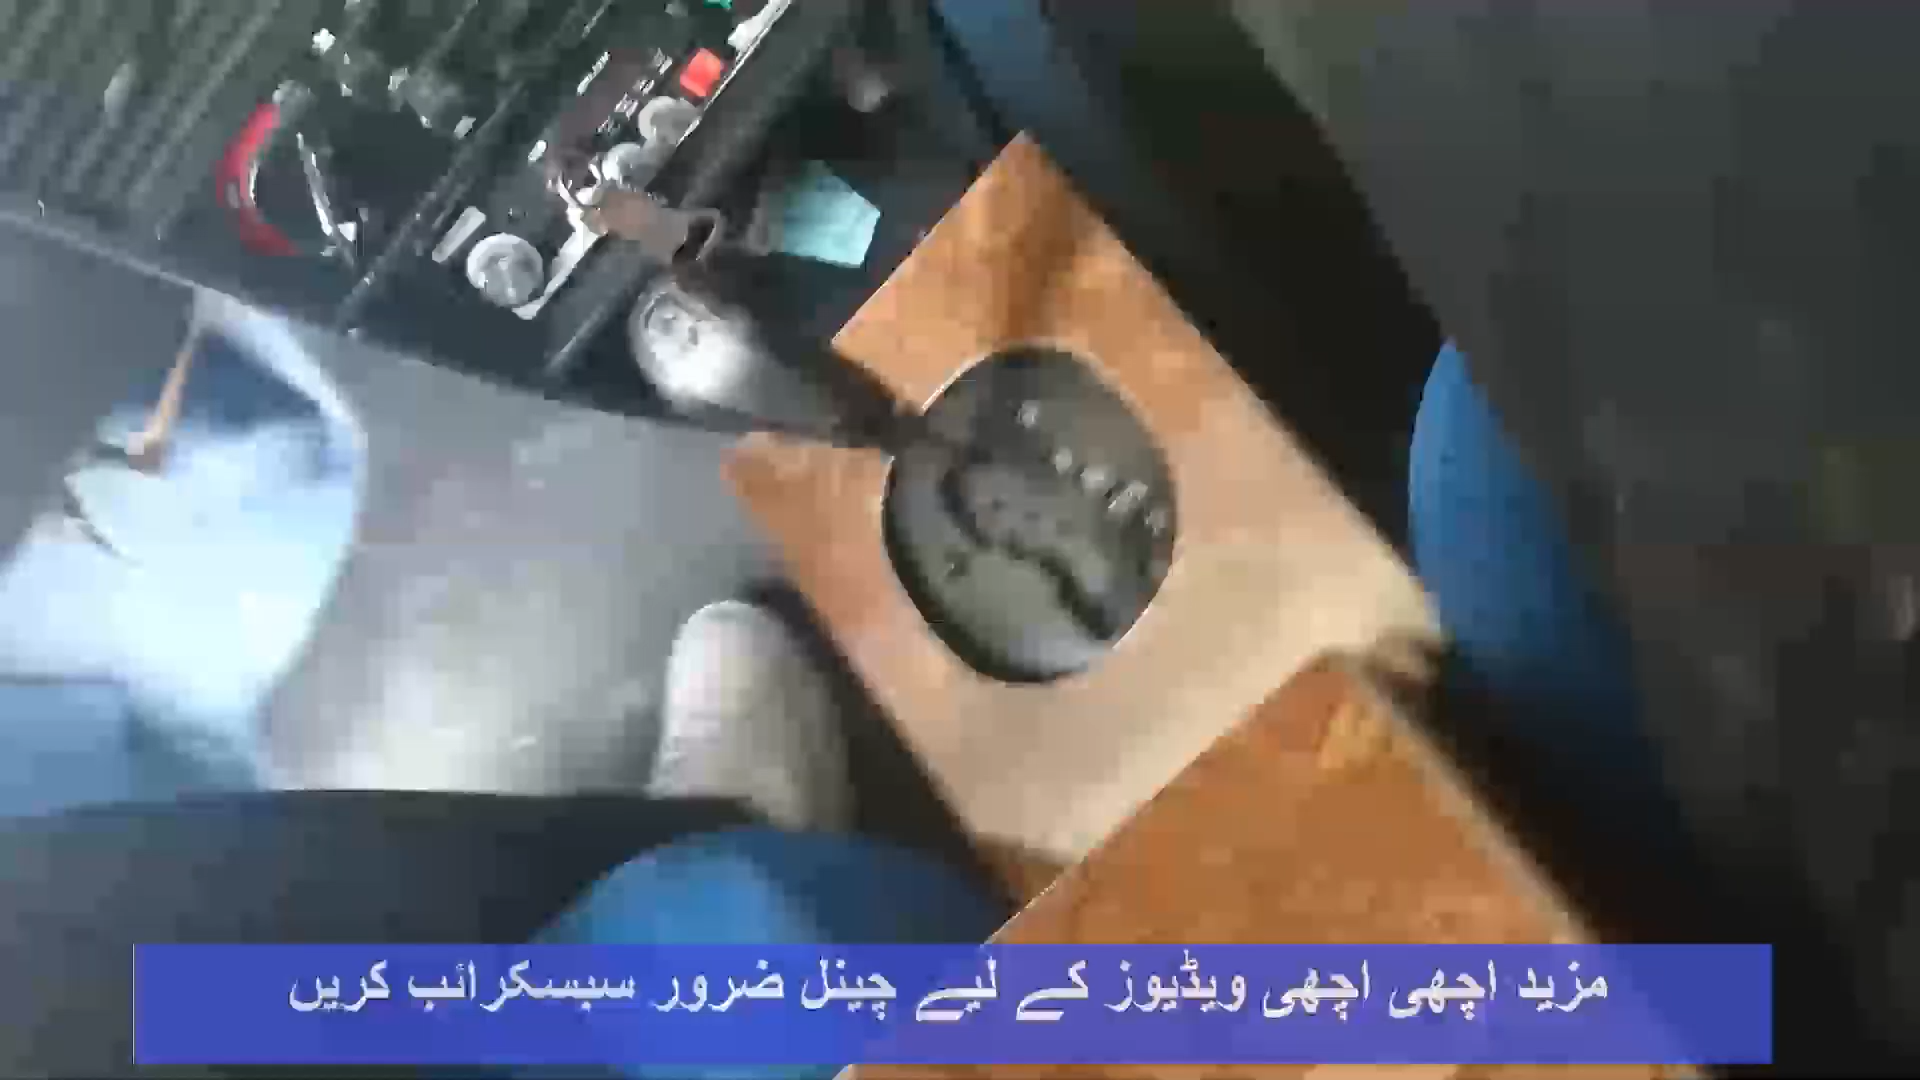 مزید اچھی اچھی ویڈیوز کے لیے چینل ضرور سبسکرائب کریں